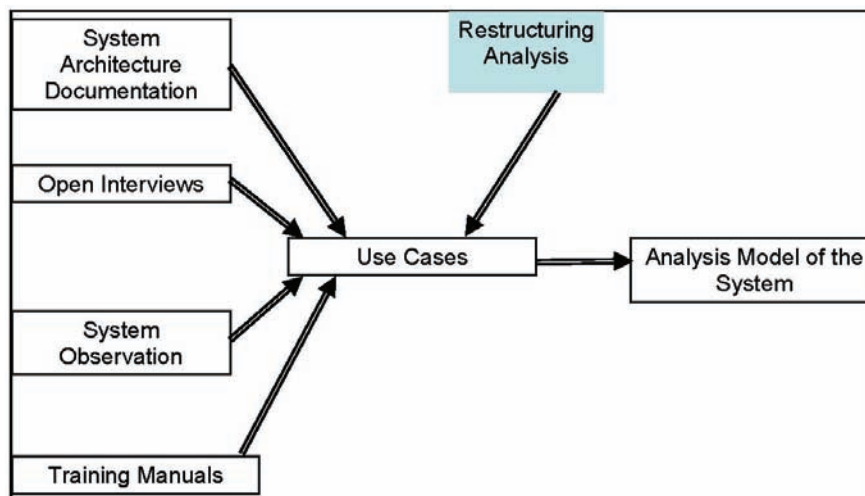 System
Architecture
Documentation
Restructuring
Analysis
Open Interviews
Use Cases
Analysis Model of the
System
System
Observation
Training Manuals